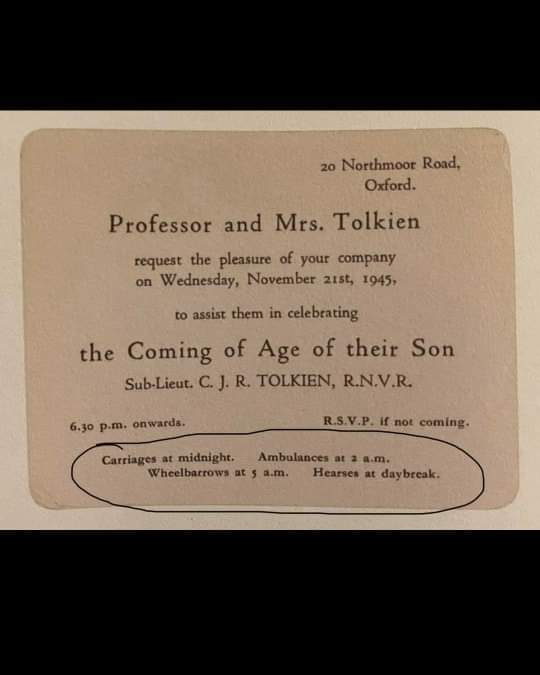 20 Northmoor Road,
Oxford.
Professor and Mrs. Tolkien
request the pleasure of your company
on Wednesday, November 21st, 1945,
to assist them in celebrating
the Coming of Age of their Son
Sub-Lieut. C. J. R. TOLKIEN, R.N.V.R.
6.30 p.m. onwards. R.S.V.P. if not coming.
Carriages at midnight. Ambulances at 2 a.m.
Wheelbarrows at 5 a.m. Hearses at daybreak.